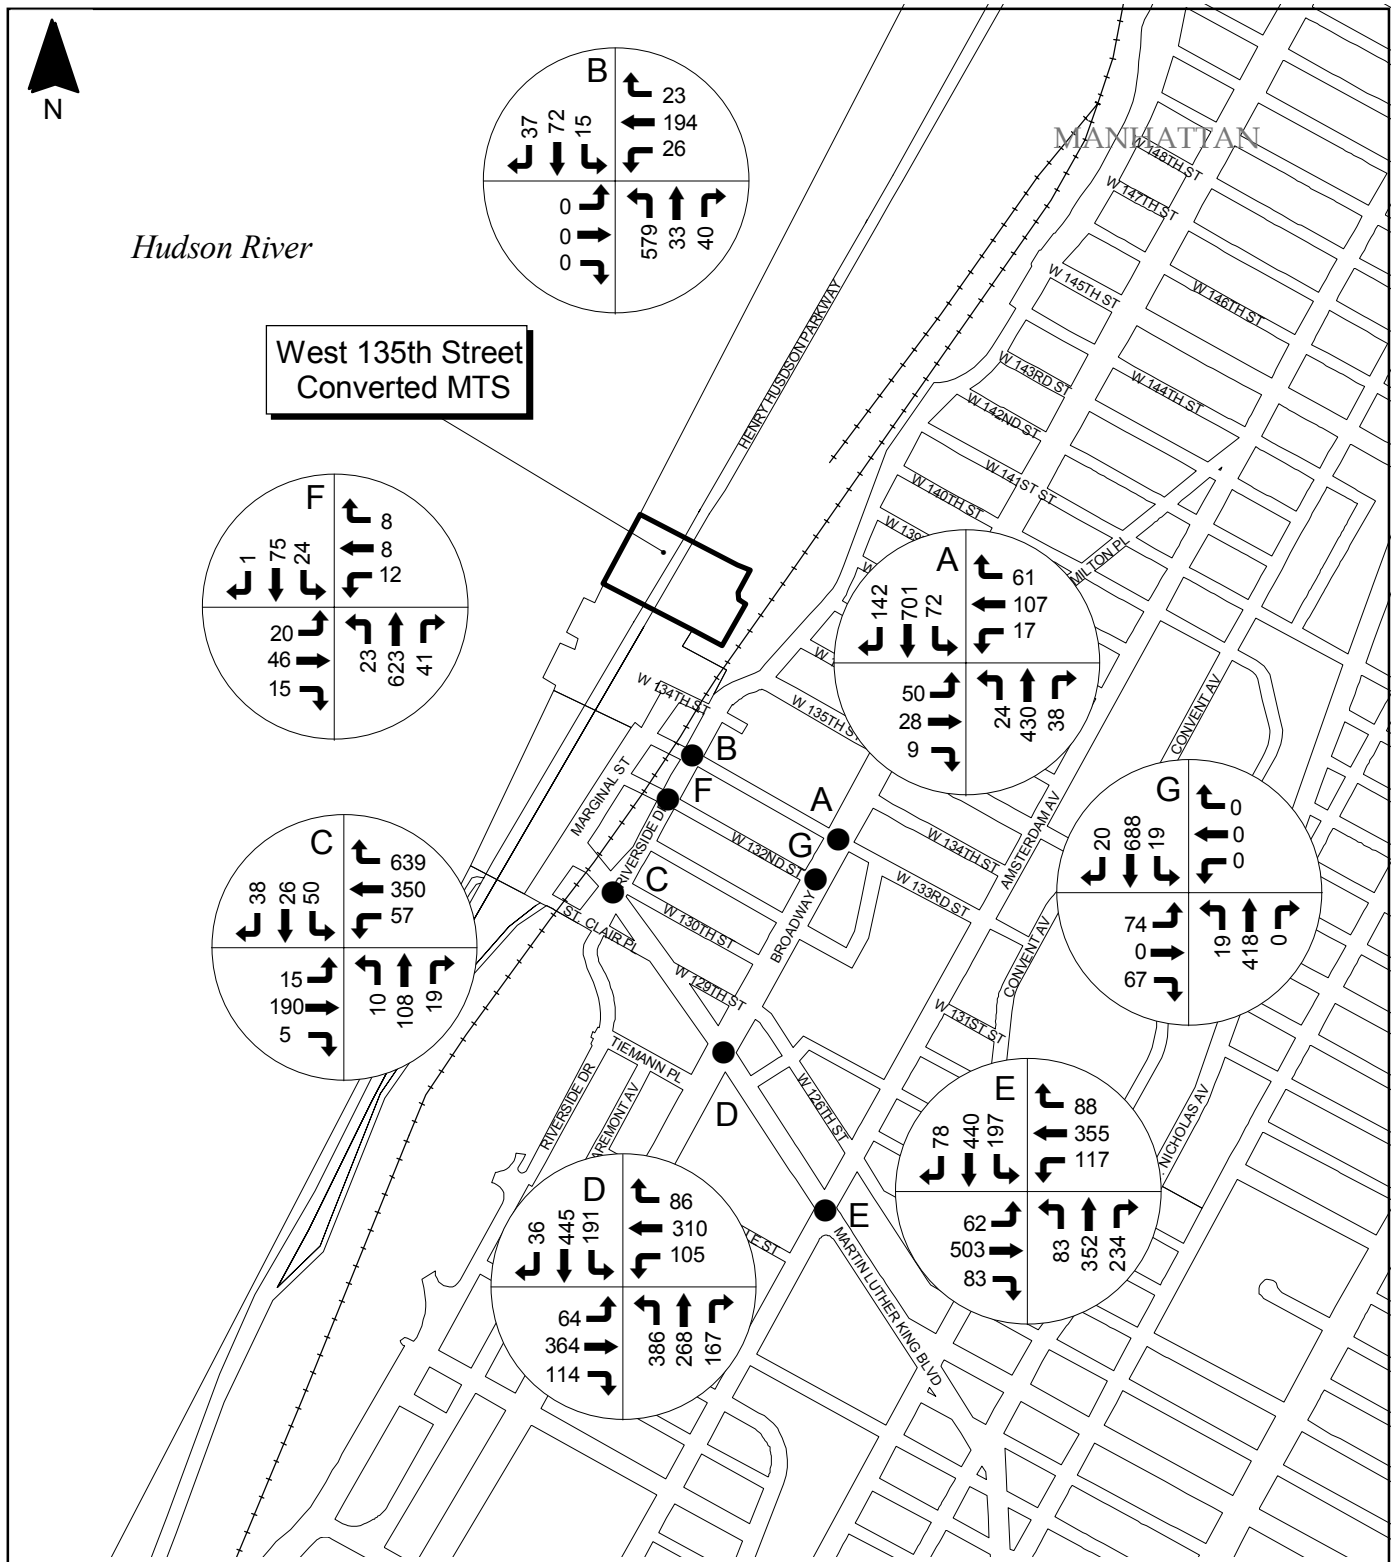 N
MANHATTAN
Hudson River
West 135th Street
Converted MTS
HENRY HUSDSON PARKWAY
W 148TH ST
W 147TH ST
W 145TH ST
W 146TH ST
W 143RD ST
W 144TH ST
W 142ND ST
W 141ST ST
W 140TH ST
W 139
MILTON PL
W 135TH S
W 134TH ST
W 134TH ST
W 133RD ST
W 132ND ST
W 131ST ST
W 130TH ST
W 129TH ST
W 126TH ST
MARGINAL ST
RIVERSIDE D
ST. CLAIR PL
TIEMANN PL
RIVERSIDE DR
AREMONT AV
BROADWAY
AMSTERDAM AV
CONVENT AV
CONVENT AV
NICHOLAS AV
LE ST
MARTIN LUTHER KING BLVD
B
F
A
G
C
D
E
B
37 72 15
23
194
26
0
0
0
579 33 40
F
1 75 24
8
8
12
20
46
15
23 623 41
A
142 701 72
61
107
17
50
28
9
24 430 38
G
20 688 19
0
0
0
74
0
67
19 418 0
C
38 26 50
639
350
57
15
190
5
10 108 19
E
78 440 197
88
355
117
62
503
83
83 352 234
D
36 445 191
86
310
105
64
364
114
386 268 167